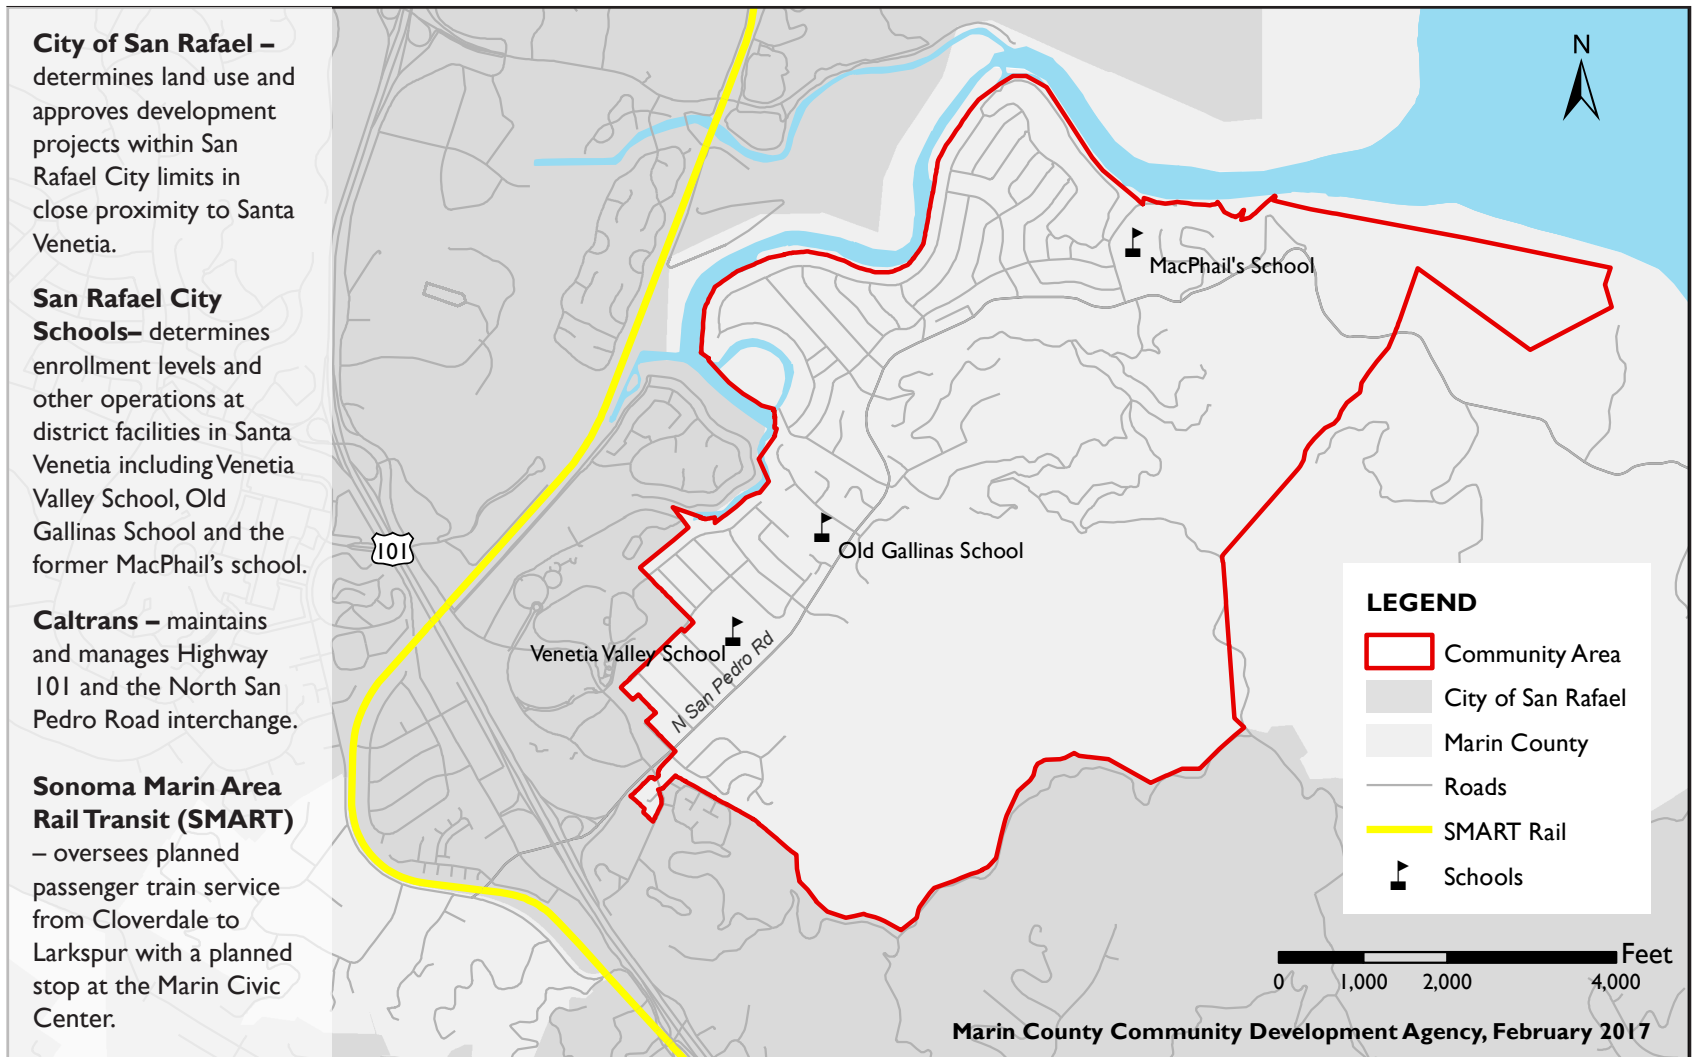 City of San Rafael –
determines land use and
approves development
projects within San
Rafael City limits in
close proximity to Santa
Venetia.
San Rafael City
Schools– determines
enrollment levels and
other operations at
district facilities in Santa
Venetia including Venetia
Valley School, Old
Gallinas School and the
former MacPhail’s school.
Caltrans – maintains
and manages Highway
101 and the North San
Pedro Road interchange.
Sonoma Marin Area
Rail Transit (SMART)
– oversees planned
passenger train service
from Cloverdale to
Larkspur with a planned
stop at the Marin Civic
Center.
N
MacPhail's School
101
Old Gallinas School
Venetia Valley School
N San Pedro Rd
LEGEND
Community Area
City of San Rafael
Marin County
Roads
SMART Rail
Schools
Feet
0 1,000 2,000 4,000
Marin County Community Development Agency, February 2017